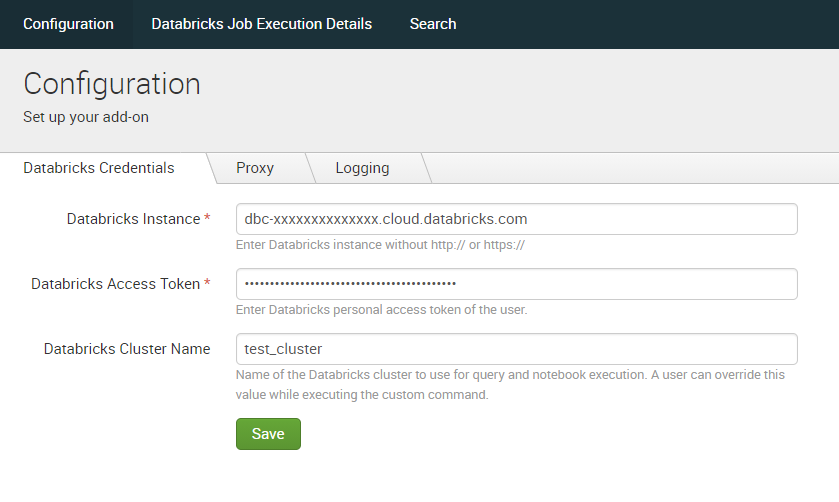 Configuration Databricks Job Execution Details Search
Configuration
Set up your add-on
Databricks Credentials Proxy Logging
Databricks Instance * dbc-xxxxxxxxxxxxxx.cloud.databricks.com
Enter Databricks instance without http:// or https://
Databricks Access Token * ••••••••••••••••••••••••••••••••••••••••••
Enter Databricks personal access token of the user.
Databricks Cluster Name test_cluster
Name of the Databricks cluster to use for query and notebook execution. A user can override this
value while executing the custom command.
Save